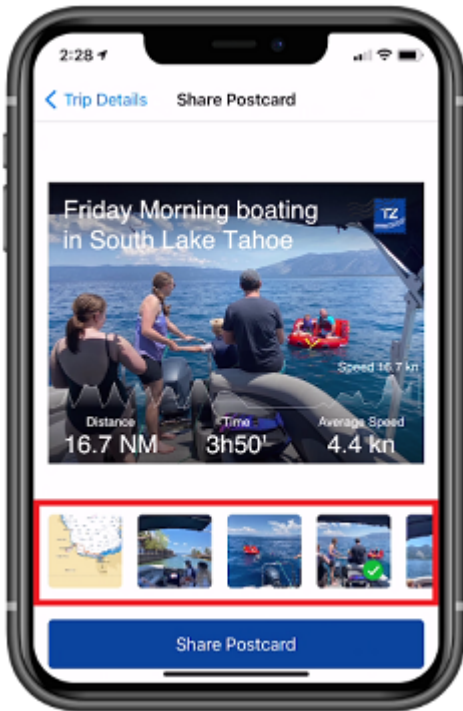 2:28
Trip Details
Share Postcard
Friday Morning boating
in South Lake Tahoe
TZ
Speed 16.7 kn
Distance
Time
Average Speed
16.7 NM
3h50'
4.4 kn
Share Postcard